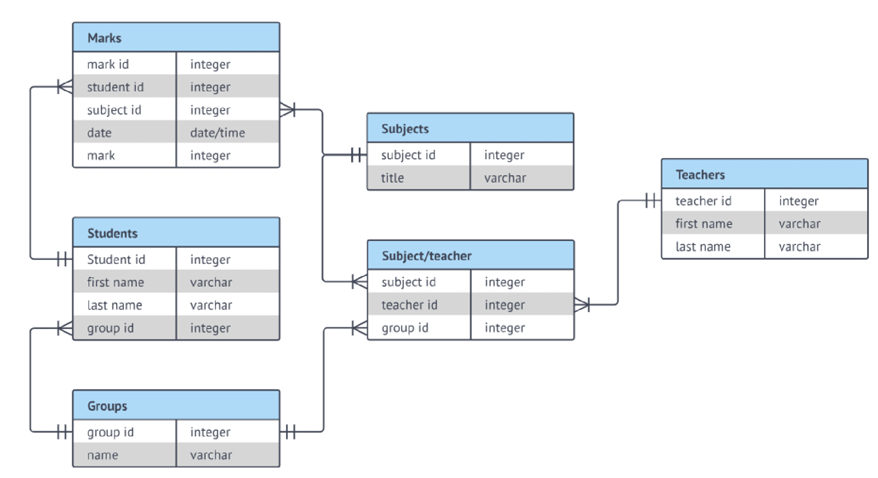 Marks
mark id integer
student id integer
subject id integer
date date/time
mark integer
Subjects
subject id integer
title varchar
Teachers
teacher id integer
first name varchar
last name varchar
Students
Student id integer
first name varchar
last name varchar
group id integer
Subject/teacher
subject id integer
teacher id integer
group id integer
Groups
group id integer
name varchar